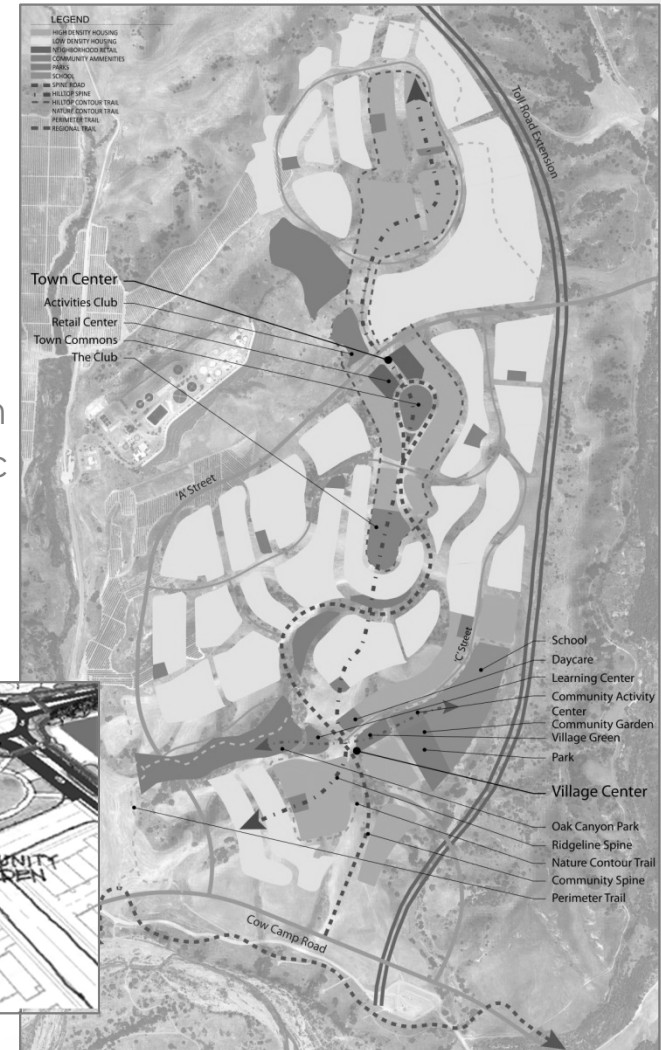 LEGEND
HIGH DENSITY HOUSING
LOW DENSITY HOUSING
NEIGHBORHOOD RETAIL
COMMUNITY AMMENITIES
PARKS
SCHOOL
SPINE ROAD
HILLTOP SPINE
HILLTOP CONTOUR TRAIL
NATURE CONTOUR TRAIL
PERIMETER TRAIL
REGIONAL TRAIL
Toll Road Extension
Town Center
Activities Club
Retail Center
Town Commons
The Club
'A' Street
'C' Street
School
Daycare
Learning Center
Community Activity
Center
Community Garden
Village Green
Park
Village Center
Oak Canyon Park
Ridgeline Spine
Nature Contour Trail
Community Spine
Perimeter Trail
Cow Camp Road